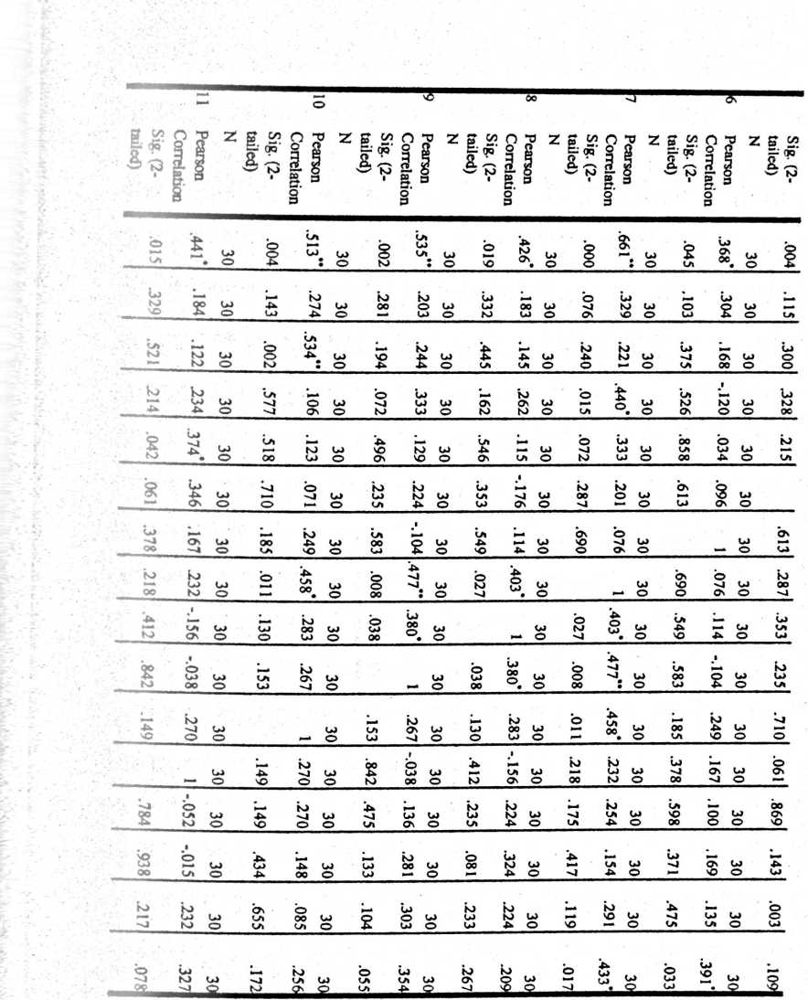 Sig. (2- .004 .115 .300 .328 .215 .613 .287 .353 .235 .710 .061 .869 .143 .003 .109
tailed)
N 30 30 30 30 30 30 30 30 30 30 30 30 30 30 30 30
6 Pearson .368* .304 .168 -.120 .034 .096 1 .076 .114 -.104 .249 .167 .100 .169 .135 .391*
Correlation
Sig. (2- .045 .103 .375 .526 .858 .613 .690 .549 .583 .185 .378 .598 .371 .475 .033
tailed)
N 30 30 30 30 30 30 30 30 30 30 30 30 30 30 30 30
7 Pearson .661** .329 .221 .440* .333 .201 .076 1 .403* .477** .458* .232 .254 .154 .291 .433*
Correlation
Sig. (2- .000 .076 .240 .015 .072 .287 .690 .027 .008 .011 .218 .175 .417 .119 .017
tailed)
N 30 30 30 30 30 30 30 30 30 30 30 30 30 30 30 30
8 Pearson .426* .183 .145 .262 .115 -.176 .114 .403* 1 .380* .283 -.156 .224 .324 .224 .209
Correlation
Sig. (2- .019 .332 .445 .162 .546 .353 .549 .027 .038 .130 .412 .235 .081 .233 .267
tailed)
N 30 30 30 30 30 30 30 30 30 30 30 30 30 30 30 30
9 Pearson .535** .203 .244 .333 .129 .224 -.104 .477** .380* 1 .267 -.038 .136 .281 .303 .354
Correlation
Sig. (2- .002 .281 .194 .072 .496 .235 .583 .008 .038 .153 .842 .475 .133 .104 .055
tailed)
N 30 30 30 30 30 30 30 30 30 30 30 30 30 30 30 30
10 Pearson .513** .274 .534** .106 .123 .071 .249 .458* .283 .267 1 .270 .270 .148 .085 .256
Correlation
Sig. (2- .004 .143 .002 .577 .518 .710 .185 .011 .130 .153 .149 .149 .434 .655 .172
tailed)
N 30 30 30 30 30 30 30 30 30 30 30 30 30 30 30 30
11 Pearson .441* .184 .122 .234 .374* .346 .167 .232 -.156 -.038 .270 1 -.052 -.015 .232 .327
Correlation
Sig. (2- .015 .329 .521 .214 .042 .061 .378 .218 .412 .842 .149 .784 .938 .217 .078
tailed)